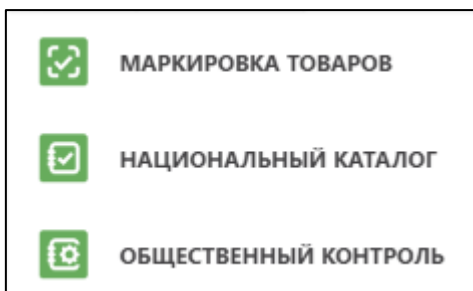 МАРКИРОВКА ТОВАРОВ
НАЦИОНАЛЬНЫЙ КАТАЛОГ
ОБЩЕСТВЕННЫЙ КОНТРОЛЬ